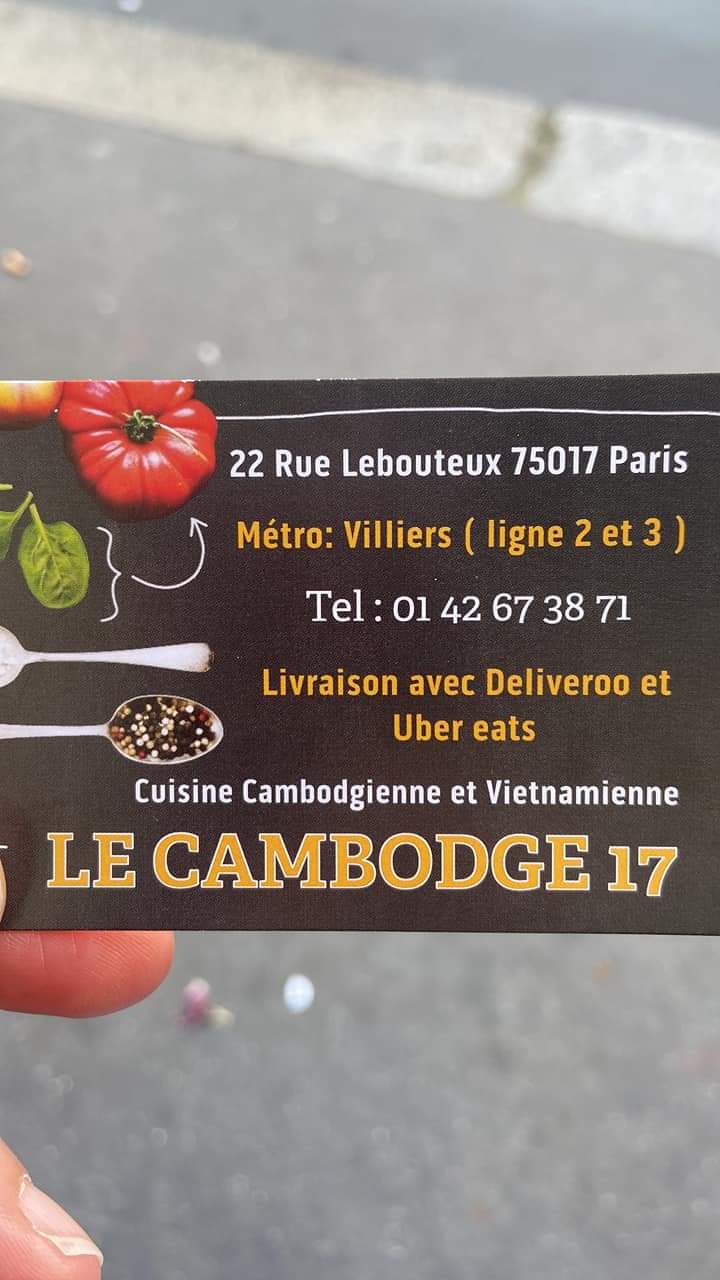 22 Rue Lebouteux 75017 Paris
Métro: Villiers ( ligne 2 et 3 )
Tel : 01 42 67 38 71
Livraison avec Deliveroo et
Uber eats
Cuisine Cambodgienne et Vietnamienne
LE CAMBODGE 17